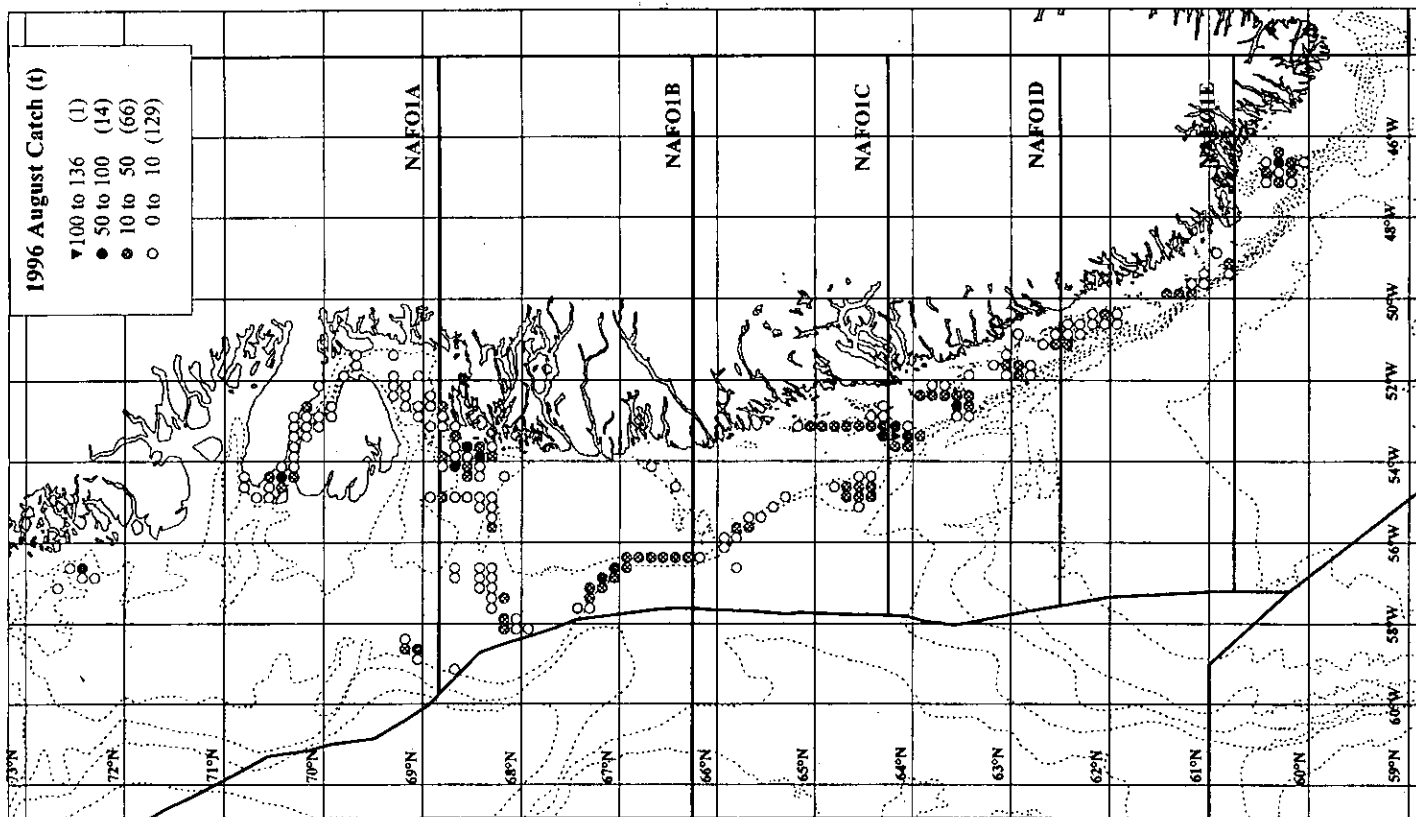 1996 August Catch (t)
▼ 100 to 136 (1)
● 50 to 100 (14)
⊗ 10 to 50 (66)
○ 0 to 10 (129)
NAFO1A
NAFO1B
NAFO1C
NAFO1D
NAFO1E
73°N
72°N
71°N
70°N
69°N
68°N
67°N
66°N
65°N
64°N
63°N
62°N
61°N
60°N
59°N
60°W
58°W
56°W
54°W
52°W
50°W
48°W
46°W